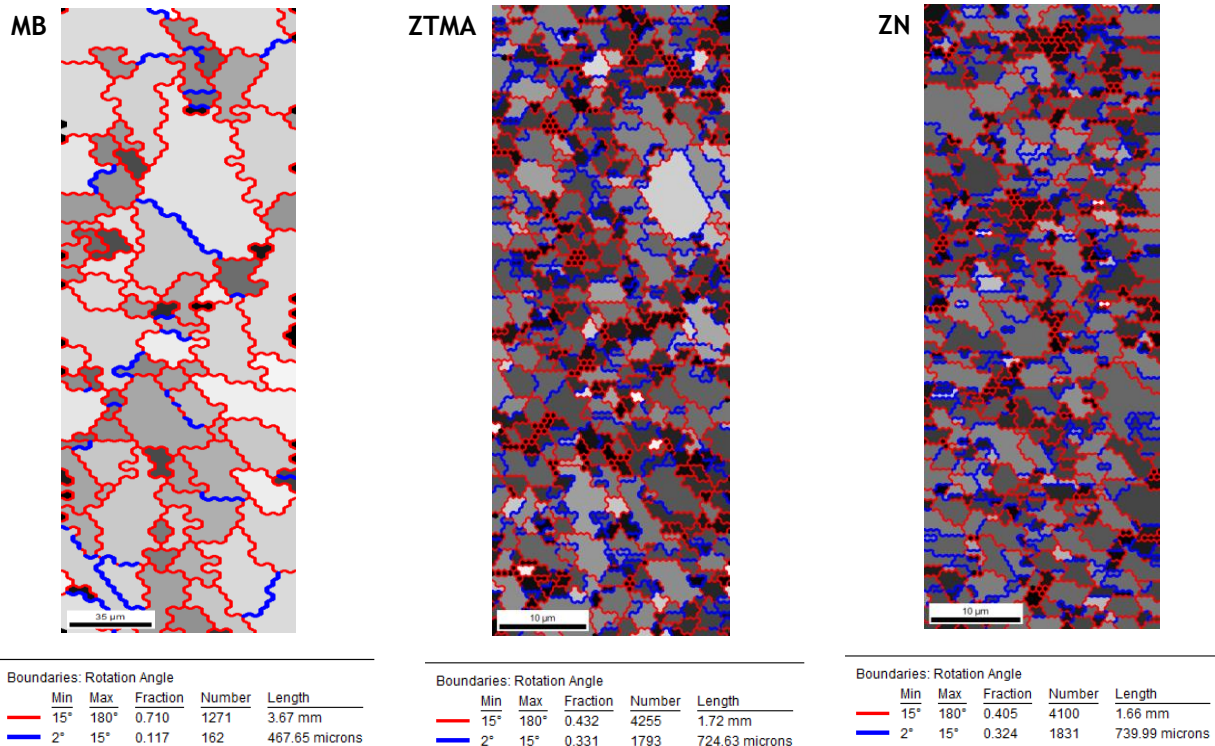 MB
ZTMA
ZN
35 µm
10 µm
10 µm
Boundaries: Rotation Angle
Min Max Fraction Number Length
15° 180° 0.710 1271 3.67 mm
2° 15° 0.117 162 467.65 microns
Boundaries: Rotation Angle
Min Max Fraction Number Length
15° 180° 0.432 4255 1.72 mm
2° 15° 0.331 1793 724.63 microns
Boundaries: Rotation Angle
Min Max Fraction Number Length
15° 180° 0.405 4100 1.66 mm
2° 15° 0.324 1831 739.99 microns